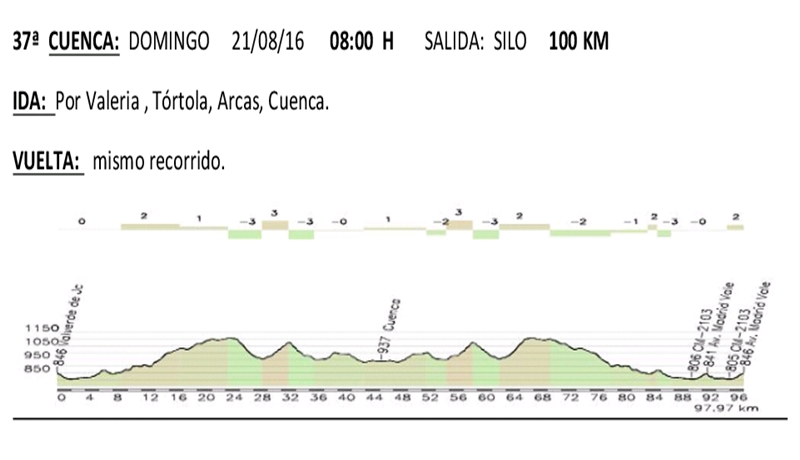 37ª CUENCA: DOMINGO 21/08/16 08:00 H SALIDA: SILO 100 KM
IDA: Por Valeria , Tórtola, Arcas, Cuenca.
VUELTA: mismo recorrido.
0 2 1 -3 3 -3 -0 1 -2 3 -3 2 -2 -1 2 -3 -0 2
846 Valverde de Jc
937 Cuenca
806 CM-2103
841 Av. Madrid Vale
805 CM-2103
846 Av. Madrid Vale
1150
1050
950
850
0 4 8 12 16 20 24 28 32 36 40 44 48 52 56 60 64 68 72 76 80 84 88 92 96
97.97 km